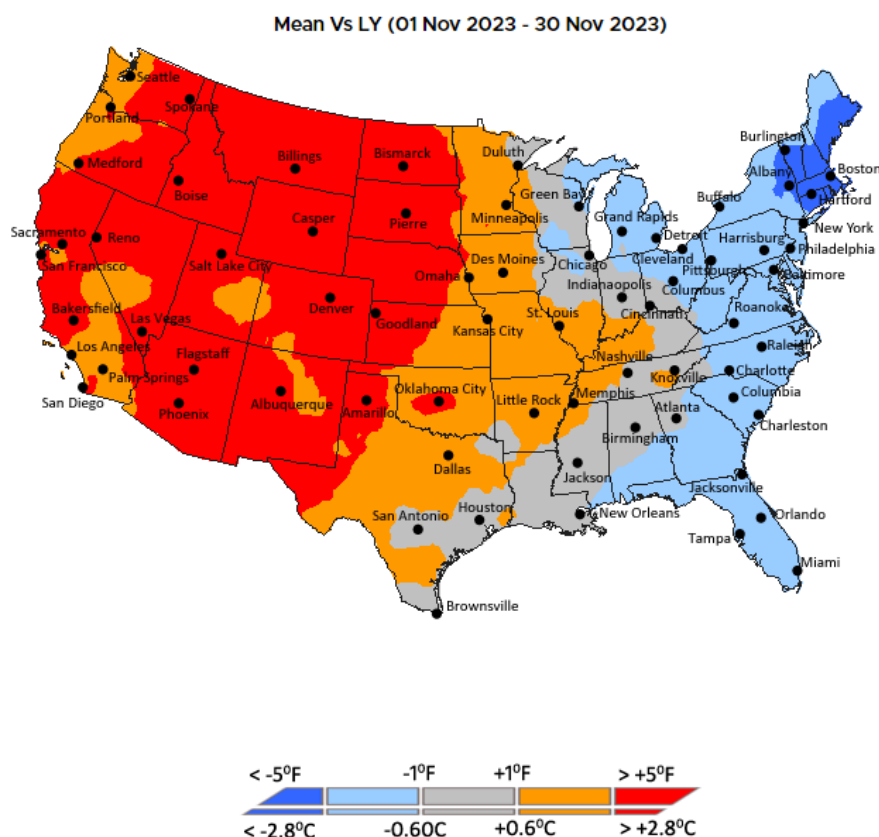 Mean Vs LY (01 Nov 2023 - 30 Nov 2023)
Seattle
Spokane
Portland
Medford
Boise
Billings
Bismarck
Duluth
Burlington
Boston
Albany
Hartford
Green Bay
Buffalo
New York
Casper
Pierre
Minneapolis
Grand Rapids
Detroit
Harrisburg
Philadelphia
Sacramento
Reno
San Francisco
Salt Lake City
Des Moines
Omaha
Chicago
Cleveland
Pittsburgh
Baltimore
Columbus
Indianaopolis
Bakersfield
Las Vegas
Denver
Goodland
Kansas City
St. Louis
Cincinnati
Roanoke
Raleigh
Los Angeles
Flagstaff
Palm Springs
Nashville
Knoxville
Charlotte
San Diego
Phoenix
Albuquerque
Amarillo
Oklahoma City
Little Rock
Memphis
Atlanta
Columbia
Charleston
Birmingham
Dallas
Jackson
Jacksonville
San Antonio
Houston
New Orleans
Orlando
Tampa
Miami
Brownsville
< -5⁰F -1⁰F +1⁰F > +5⁰F
< -2.8⁰C -0.60C +0.6⁰C > +2.8⁰C